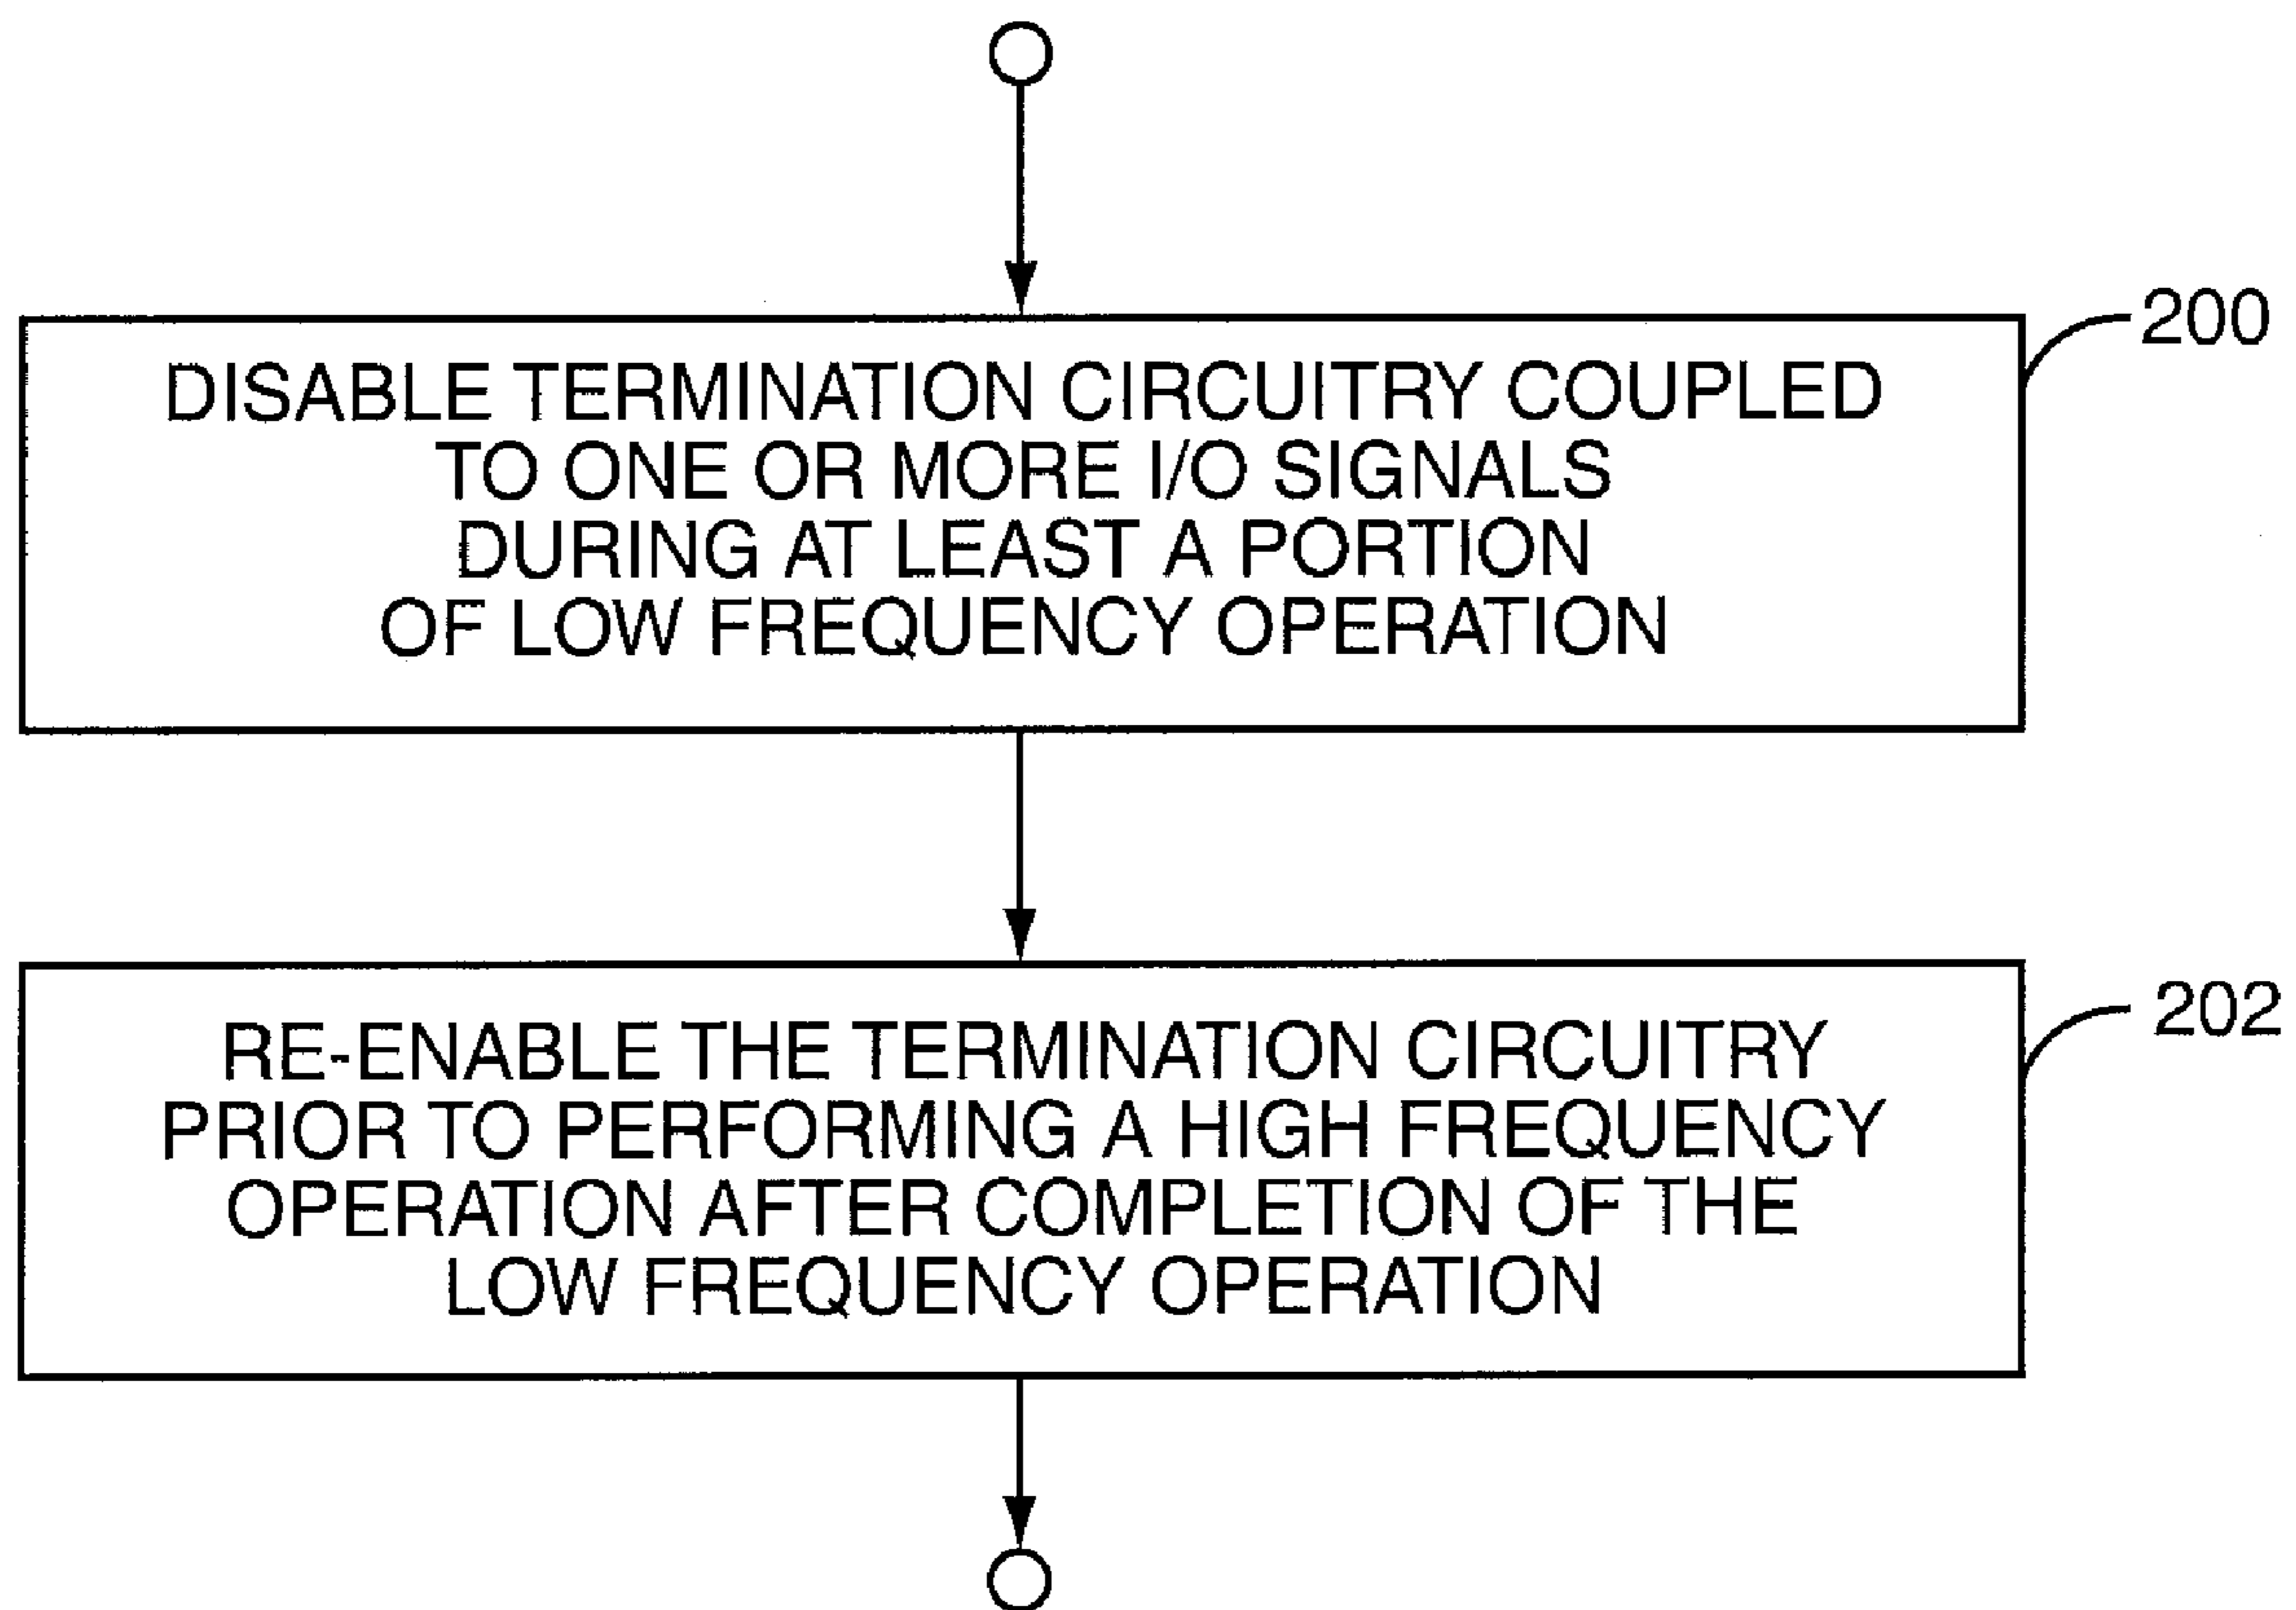 200
DISABLE TERMINATION CIRCUITRY COUPLED
TO ONE OR MORE I/O SIGNALS
DURING AT LEAST A PORTION
OF LOW FREQUENCY OPERATION
202
RE-ENABLE THE TERMINATION CIRCUITRY
PRIOR TO PERFORMING A HIGH FREQUENCY
OPERATION AFTER COMPLETION OF THE
LOW FREQUENCY OPERATION